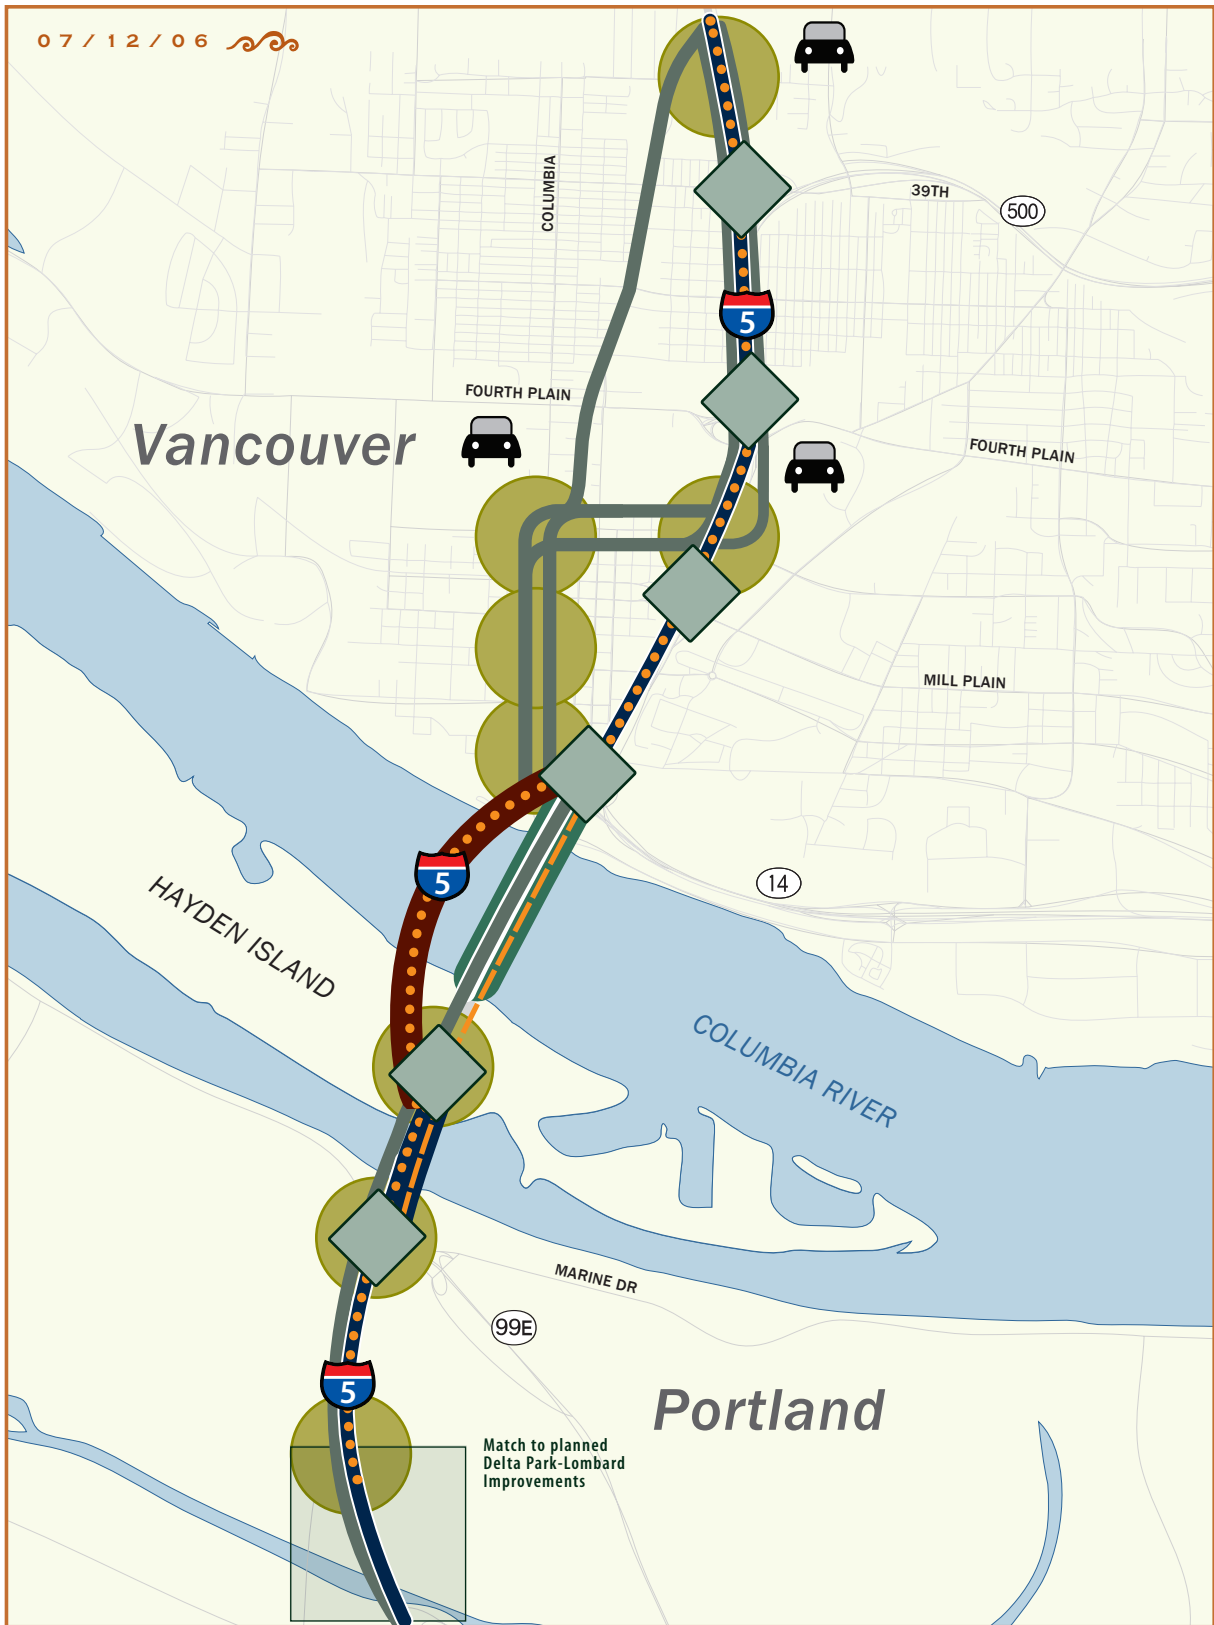 07/12/06
COLUMBIA
39TH
500
5
FOURTH PLAIN
Vancouver
FOURTH PLAIN
MILL PLAIN
5
14
HAYDEN ISLAND
COLUMBIA RIVER
MARINE DR
99E
5
Portland
Match to planned
Delta Park-Lombard
Improvements